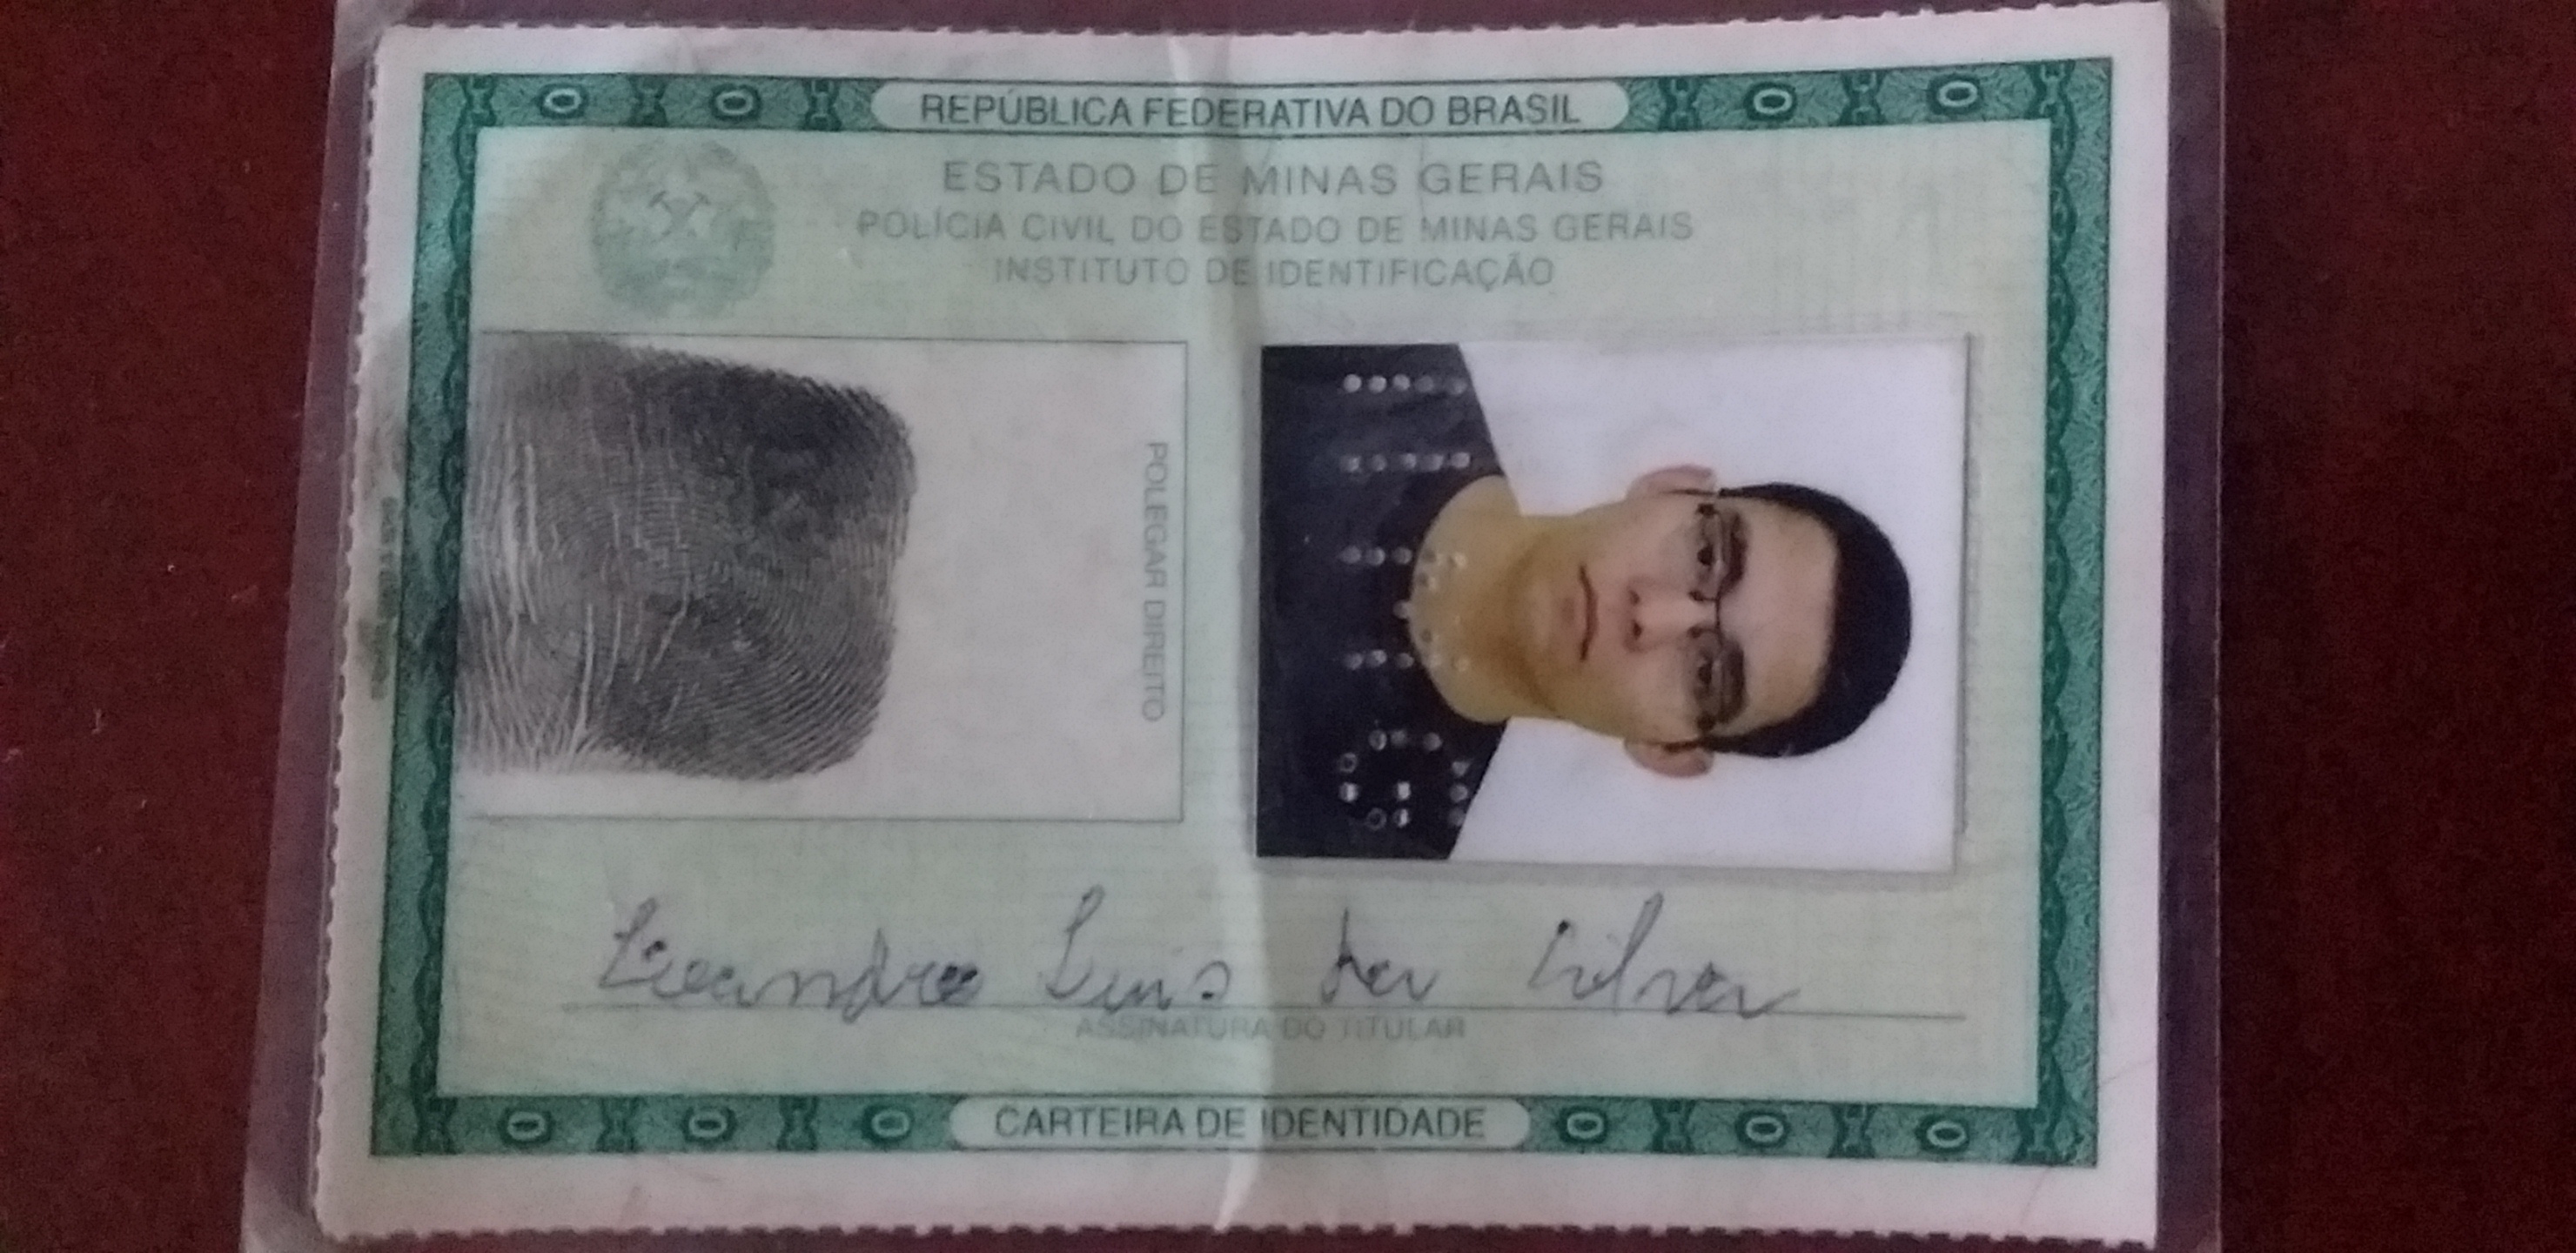 REPÚBLICA FEDERATIVA DO BRASIL
ESTADO DE MINAS GERAIS
POLÍCIA CIVIL DO ESTADO DE MINAS GERAIS
INSTITUTO DE IDENTIFICAÇÃO
POLEGAR DIREITO
Leandro Luis da Silva
ASSINATURA DO TITULAR
CARTEIRA DE IDENTIDADE